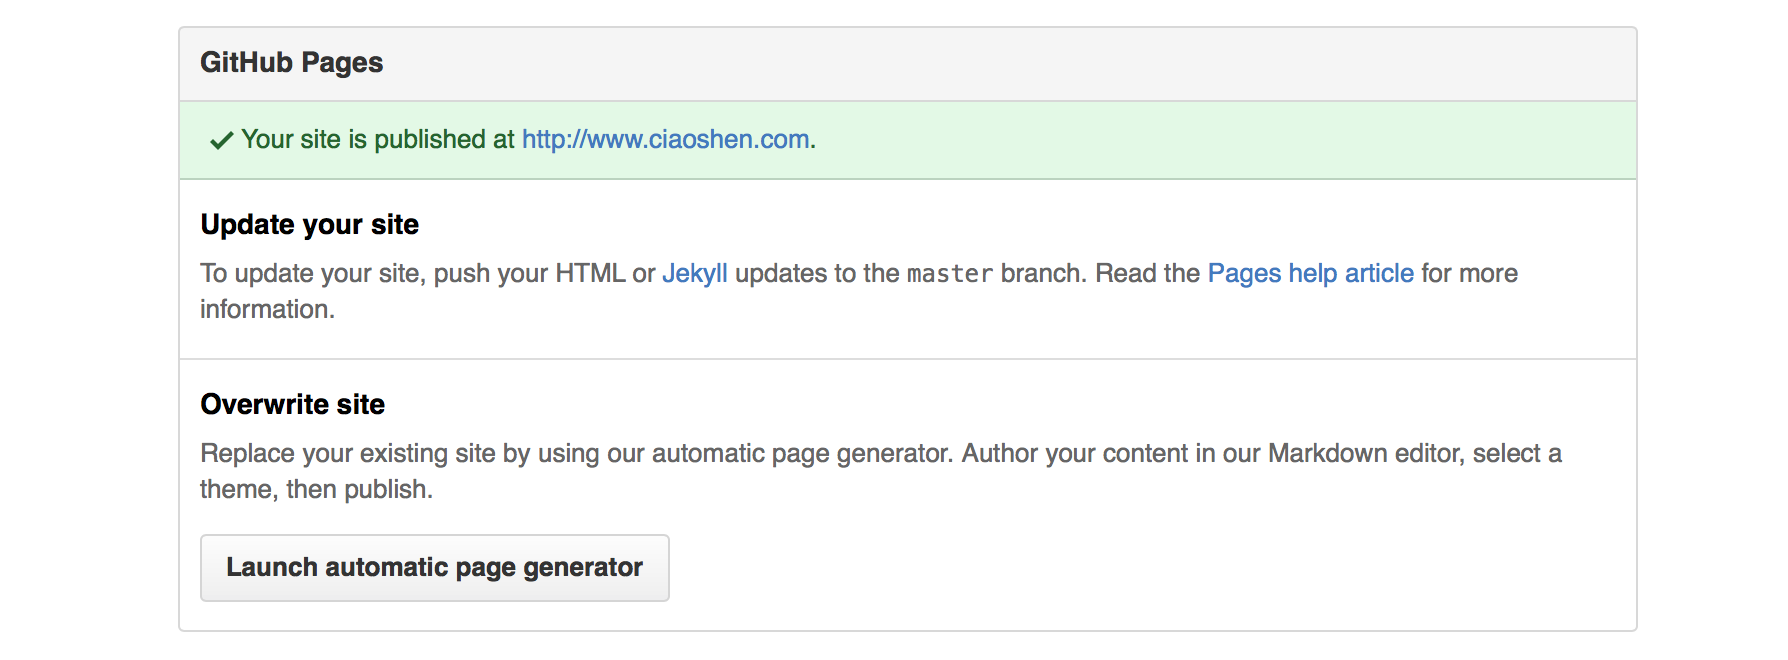 GitHub Pages
Your site is published at http://www.ciaoshen.com.
Update your site
To update your site, push your HTML or Jekyll updates to the master branch. Read the Pages help article for more
information.
Overwrite site
Replace your existing site by using our automatic page generator. Author your content in our Markdown editor, select a
theme, then publish.
Launch automatic page generator